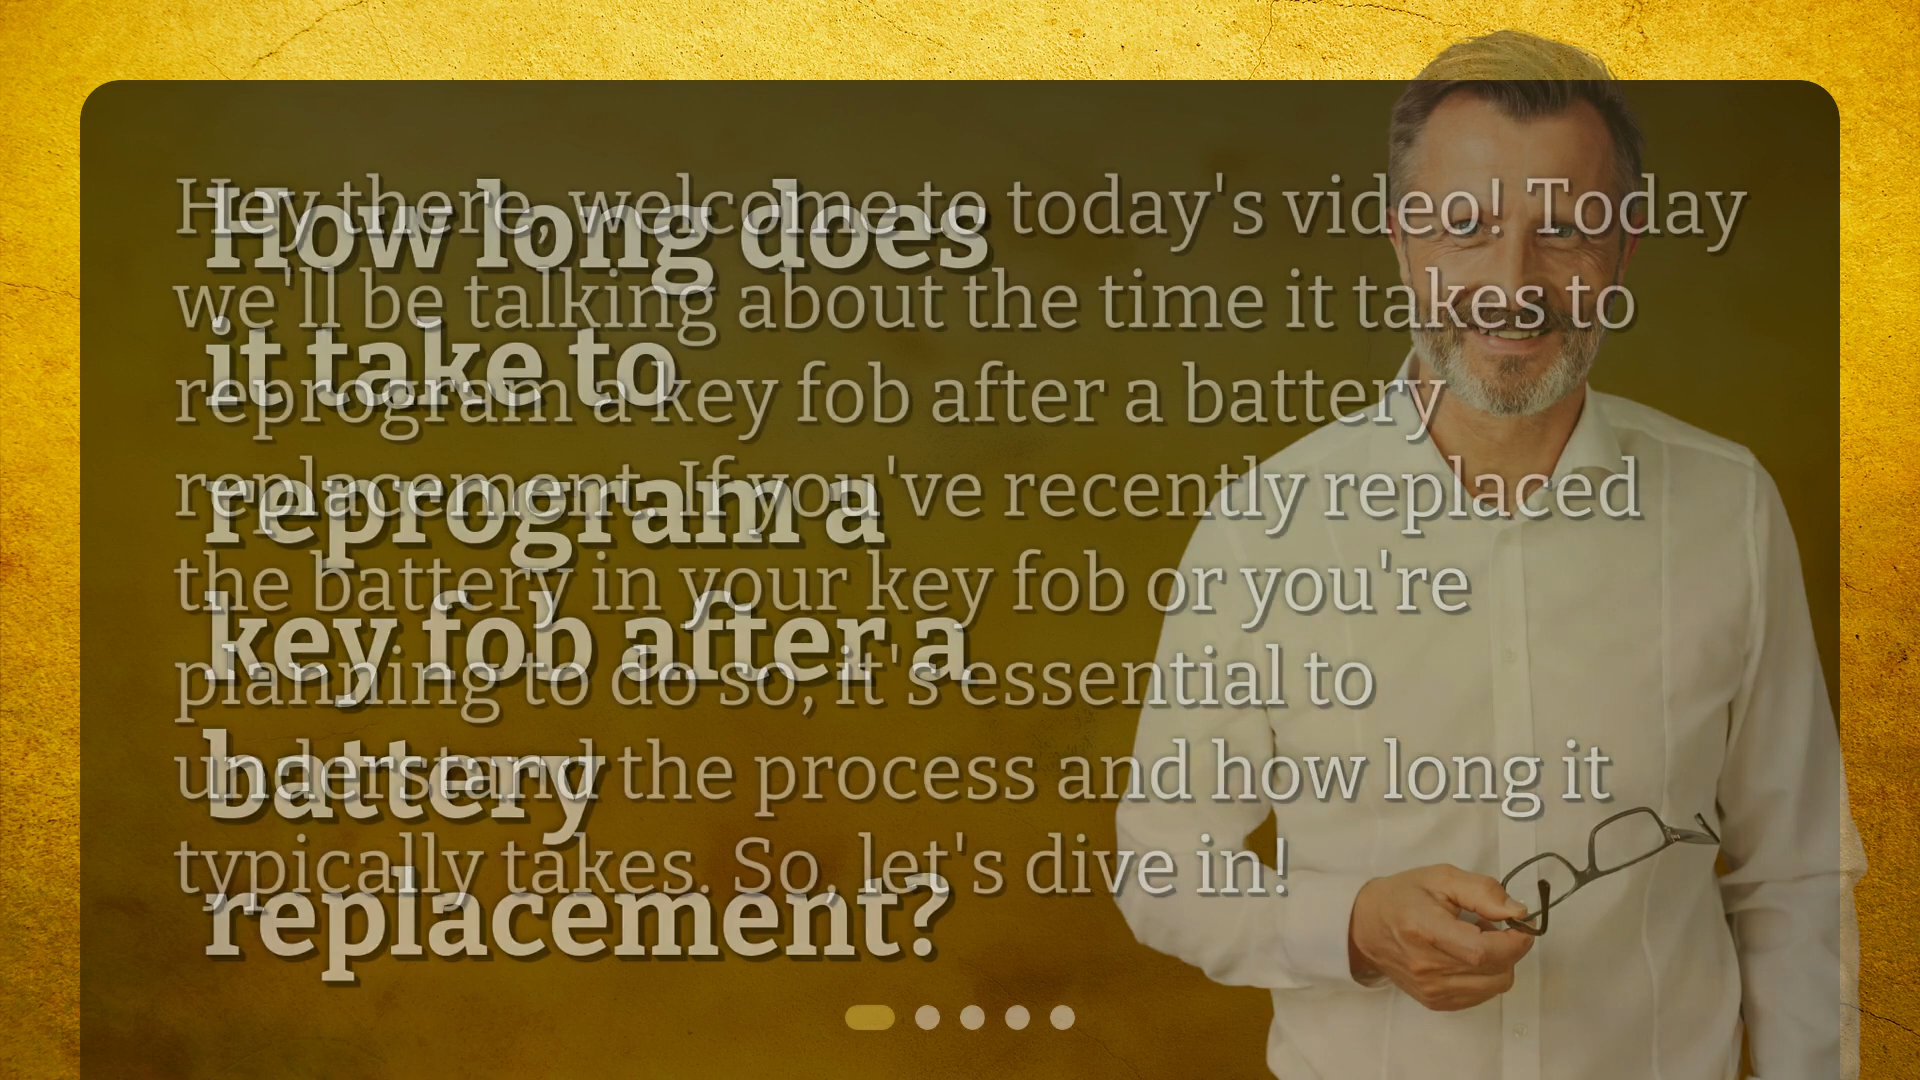 How long does
it take to
reprogram a
key fob after a
battery
replacement?
Hey there, welcome to today's video! Today
we'll be talking about the time it takes to
reprogram a key fob after a battery
replacement. If you've recently replaced
the battery in your key fob or you're
planning to do so, it's essential to
understand the process and how long it
typically takes. So, let's dive in!